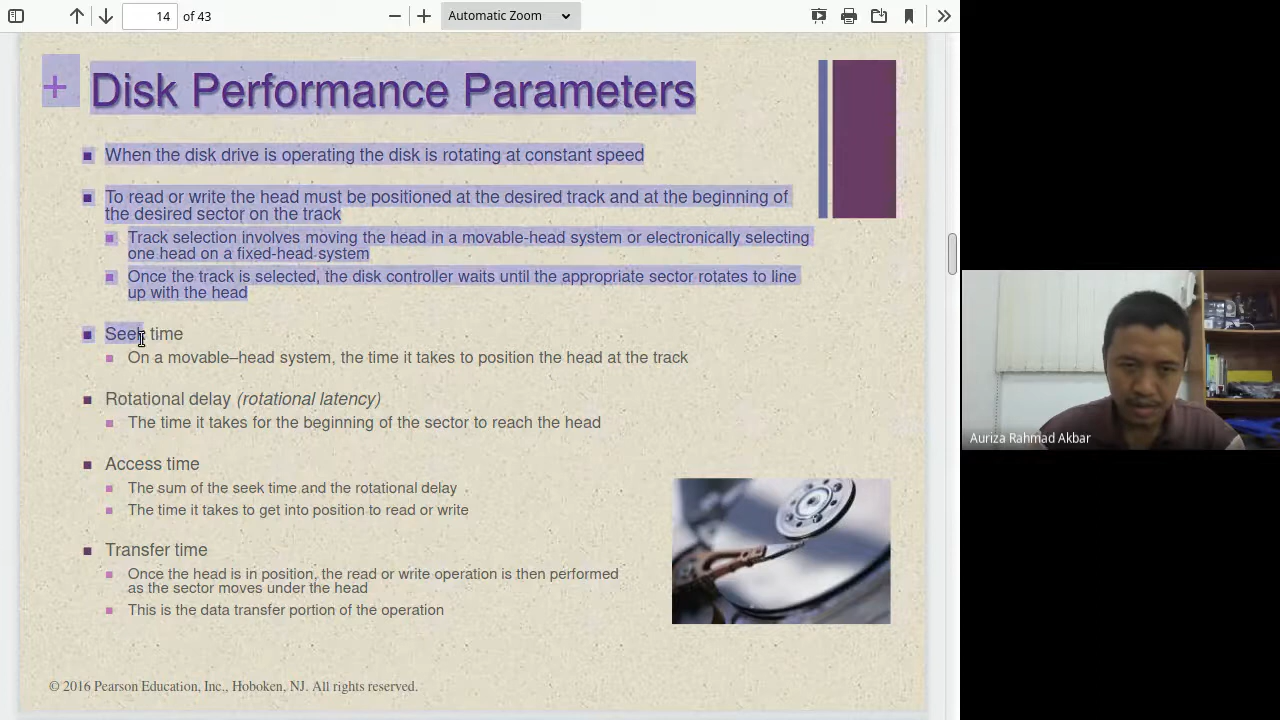 14 of 43
Automatic Zoom
+ Disk Performance Parameters
■ When the disk drive is operating the disk is rotating at constant speed
■ To read or write the head must be positioned at the desired track and at the beginning of
the desired sector on the track
■ Track selection involves moving the head in a movable-head system or electronically selecting
one head on a fixed-head system
■ Once the track is selected, the disk controller waits until the appropriate sector rotates to line
up with the head
■ Seek time
■ On a movable–head system, the time it takes to position the head at the track
■ Rotational delay (rotational latency)
■ The time it takes for the beginning of the sector to reach the head
■ Access time
■ The sum of the seek time and the rotational delay
■ The time it takes to get into position to read or write
■ Transfer time
■ Once the head is in position, the read or write operation is then performed
as the sector moves under the head
■ This is the data transfer portion of the operation
© 2016 Pearson Education, Inc., Hoboken, NJ. All rights reserved.
Auriza Rahmad Akbar